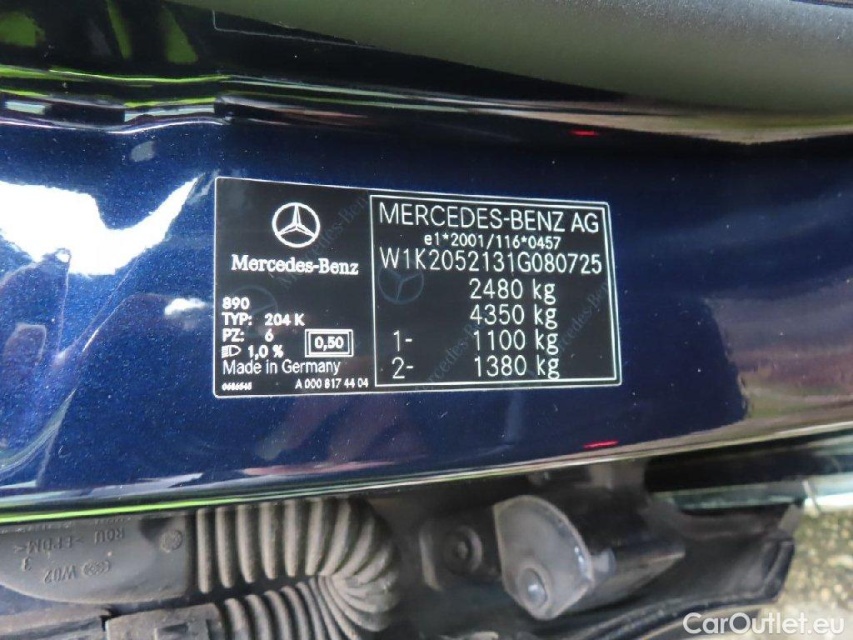 MERCEDES-BENZ AG
e1*2001/116*0457
W1K2052131G080725
2480 kg
4350 kg
1- 1100 kg
2- 1380 kg
Mercedes-Benz
890
TYP: 204 K
PZ: 6
1,0 % 0,50
Made in Germany
A 000 817 44 04
CarOutlet.eu